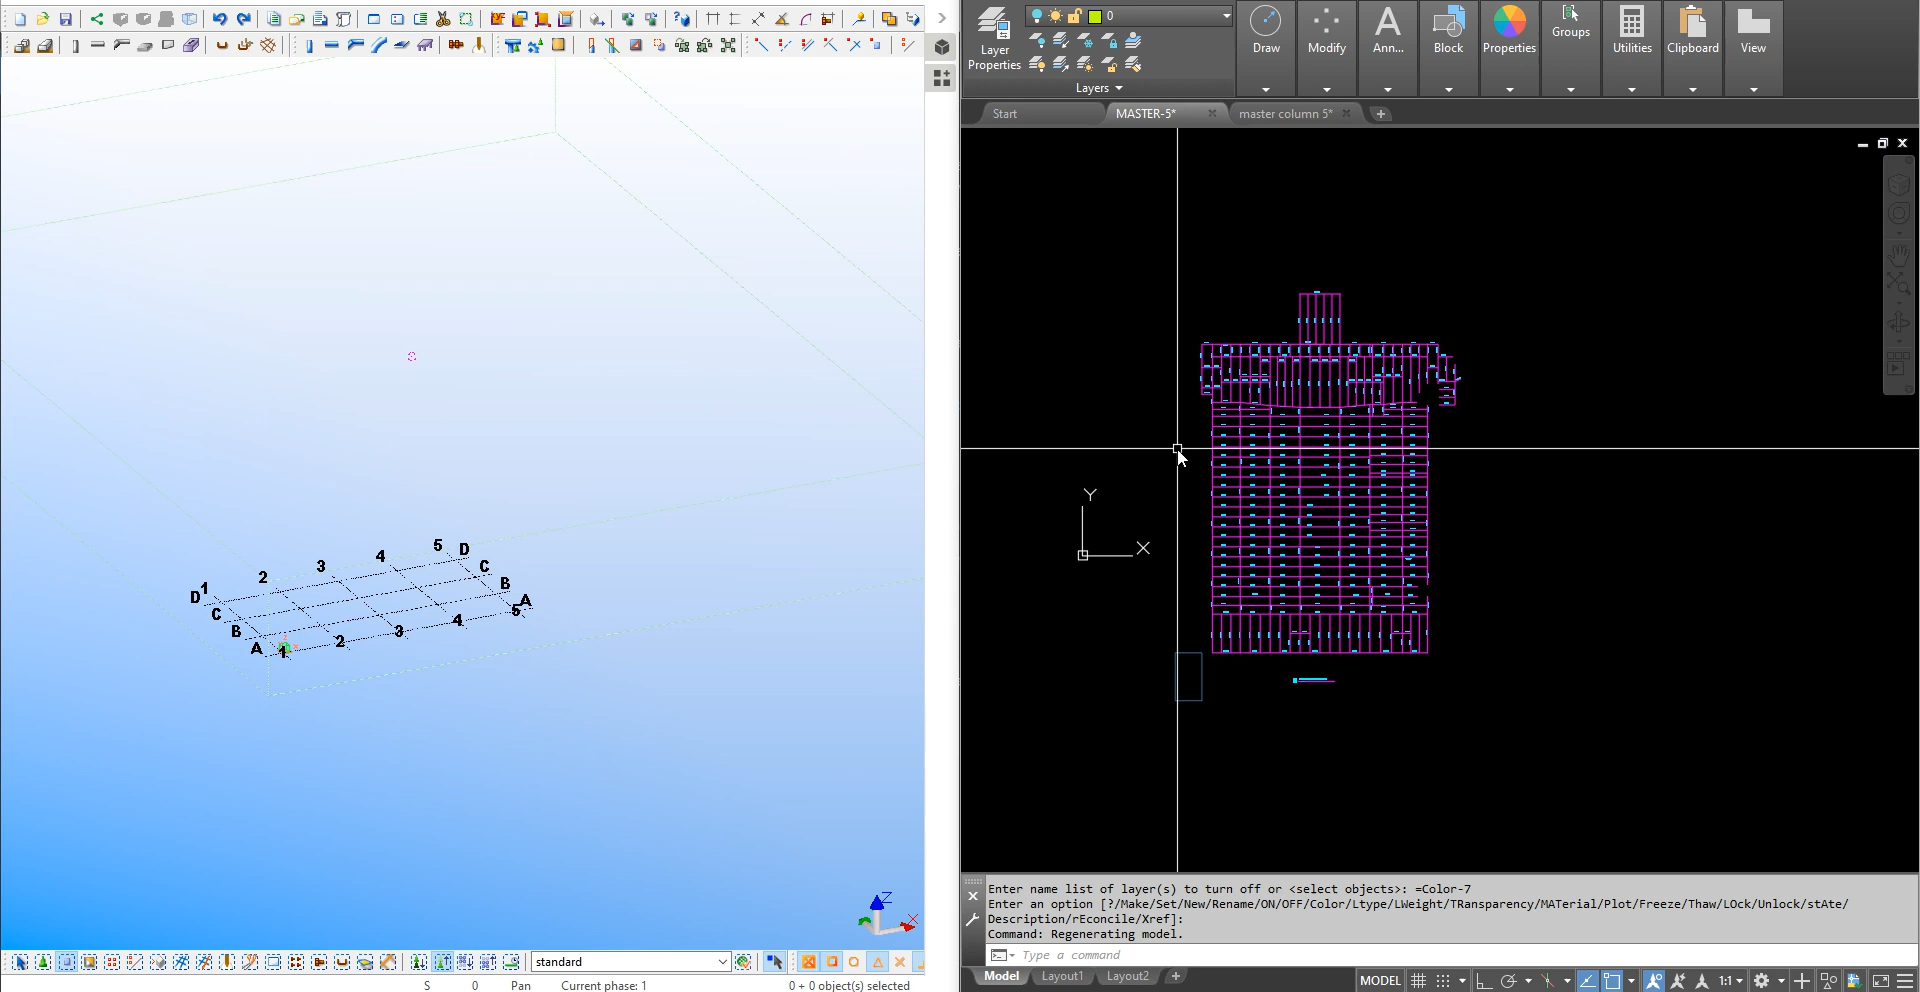 0
Layer
Properties
Layers
Draw
Modify
Ann...
Block
Properties
Groups
Utilities
Clipboard
View
Start
MASTER-5*
master column 5*
Y
X
5
D
4
C
3
B
2
A
D
1
5
C
4
B
3
A
2
1
Z
X
Enter name list of layer(s) to turn off or <select objects>: =Color-7
Enter an option [?/Make/Set/New/Rename/ON/OFF/Color/Ltype/LWeight/TRansparency/MATerial/Plot/Freeze/Thaw/LOck/Unlock/stAte/
Description/rEconcile/Xref]:
Command: Regenerating model.
Type a command
standard
Model
Layout1
Layout2
MODEL
1:1
S
0
Pan
Current phase: 1
0 + 0 object(s) selected